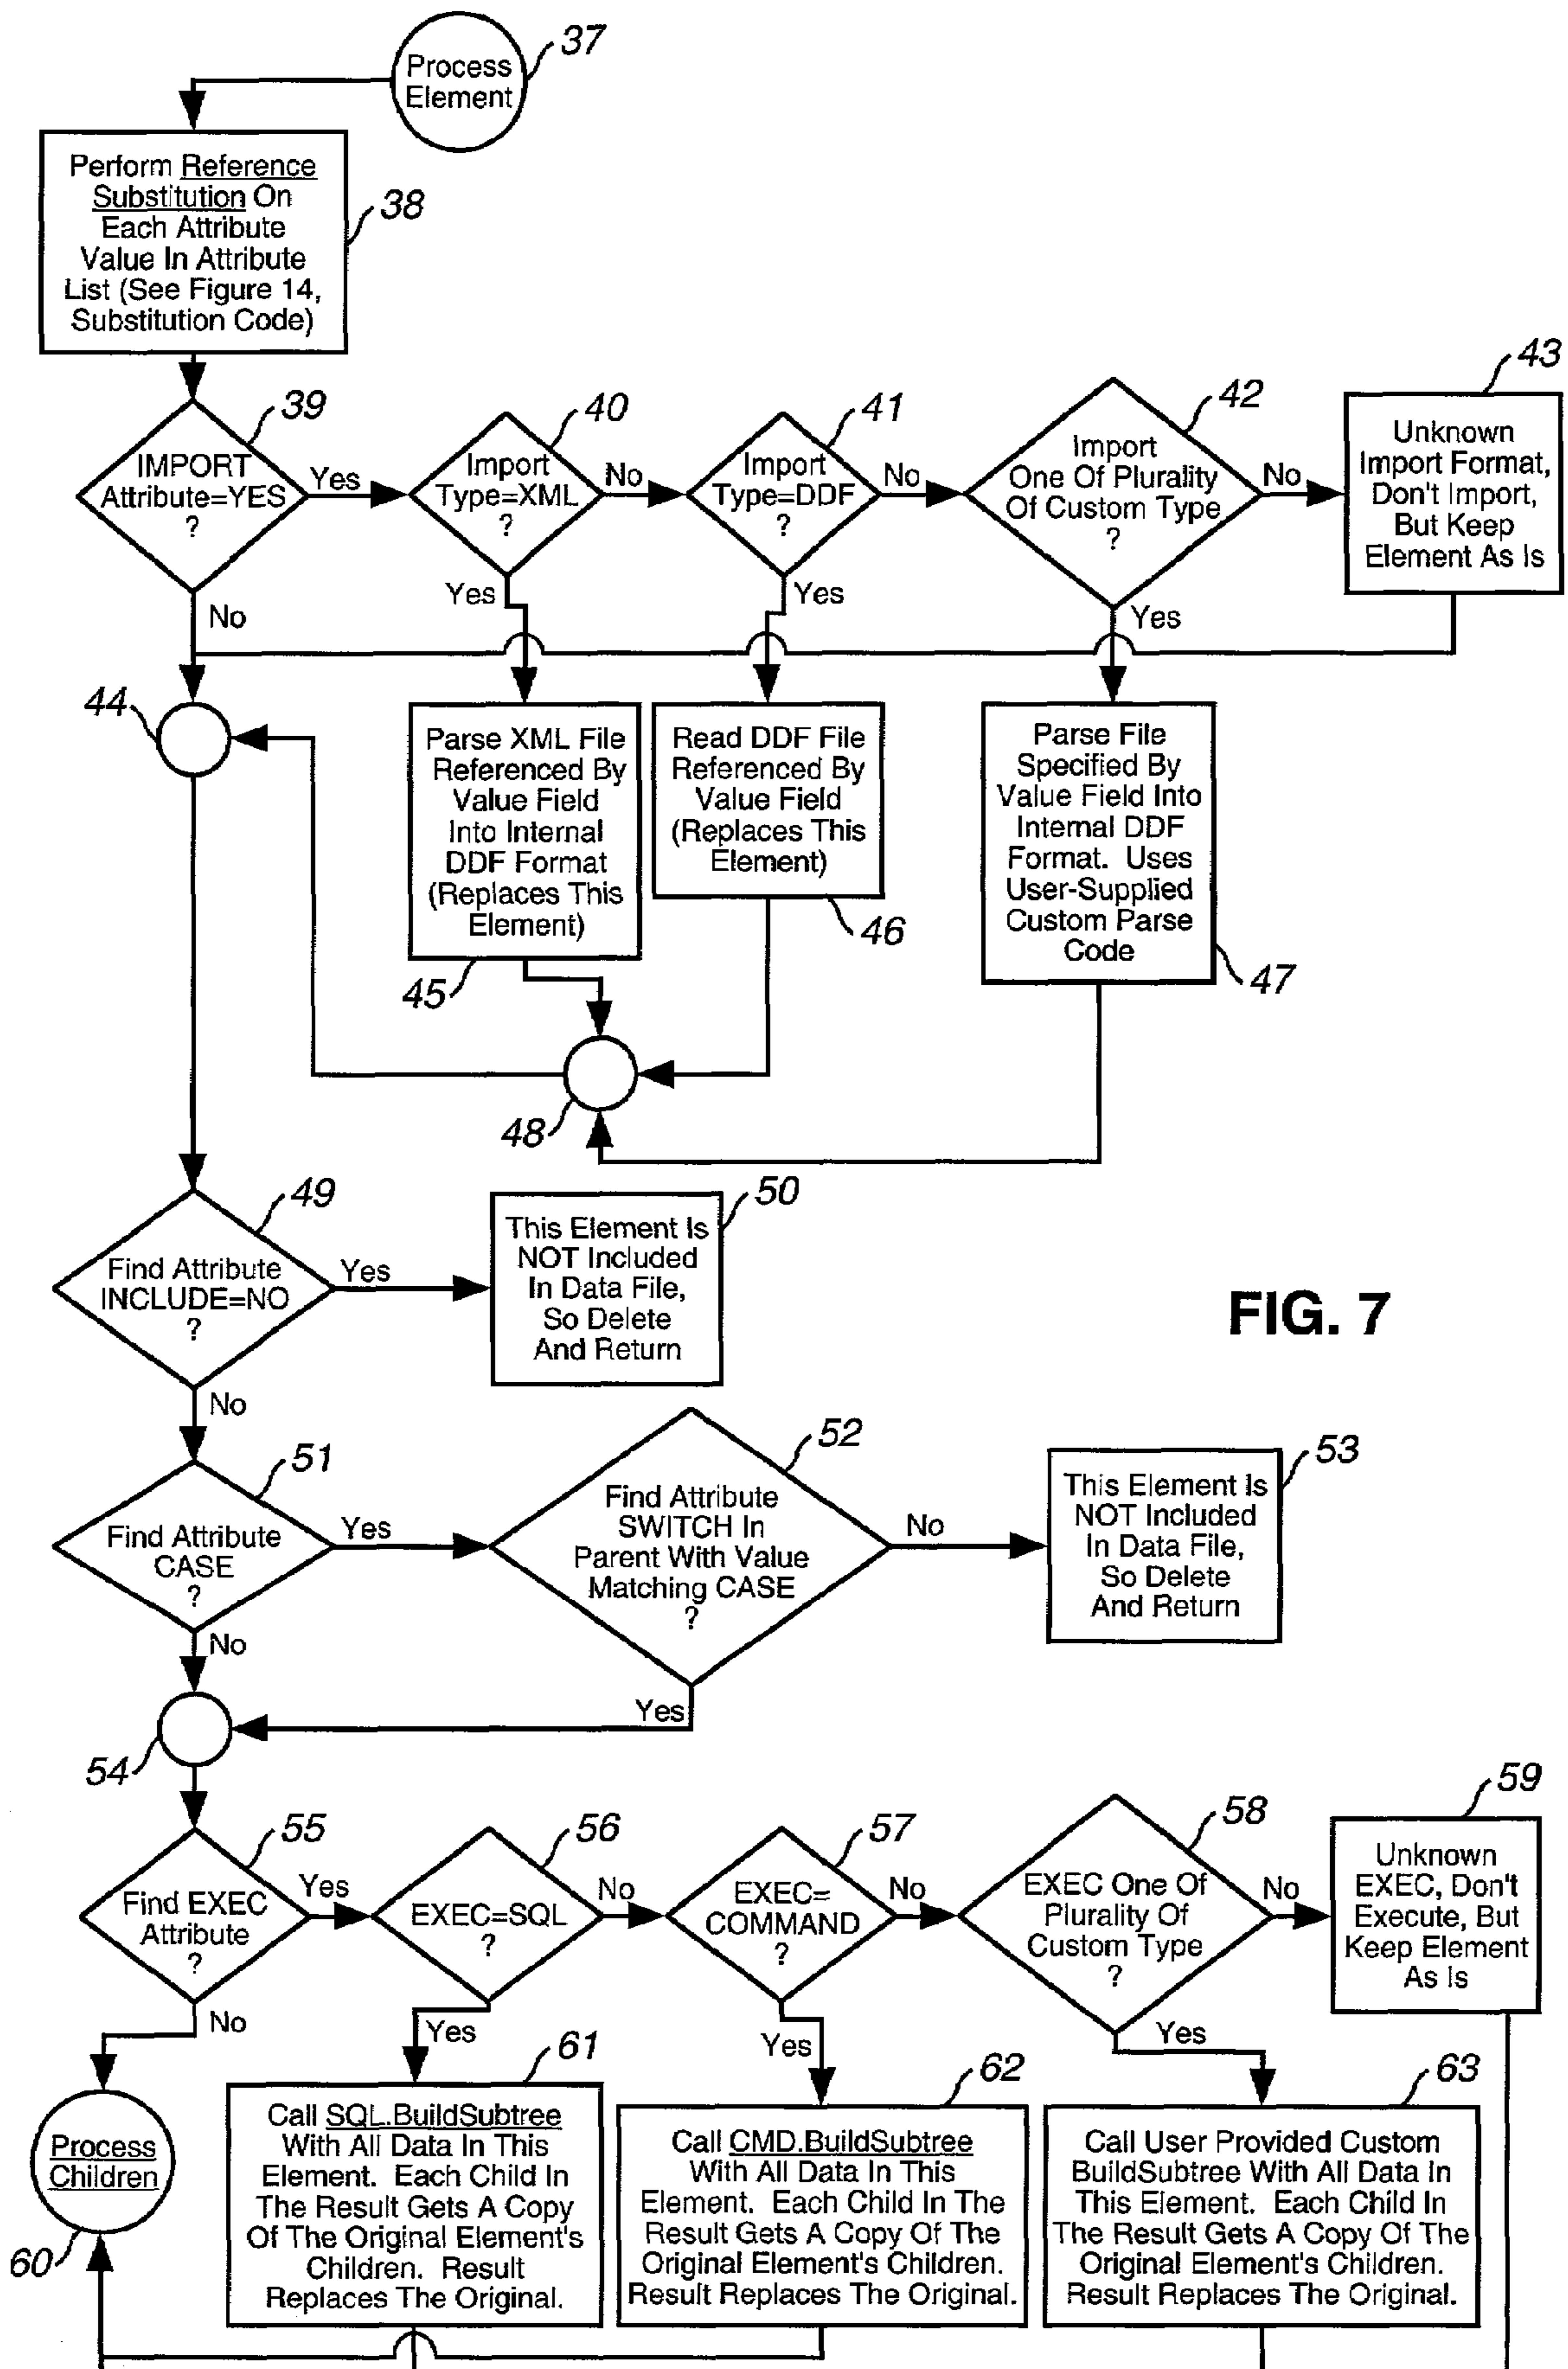 37
Process
Element
Perform Reference
Substitution On
Each Attribute
Value In Attribute
List (See Figure 14,
Substitution Code)
38
39
IMPORT
Attribute=YES
?
Yes
No
40
Import
Type=XML
?
No
Yes
41
Import
Type=DDF
?
No
Yes
42
Import
One Of Plurality
Of Custom Type
?
No
Yes
43
Unknown
Import Format,
Don't Import,
But Keep
Element As Is
44
Parse XML File
Referenced By
Value Field
Into Internal
DDF Format
(Replaces This
Element)
45
Read DDF File
Referenced By
Value Field
(Replaces This
Element)
46
Parse File
Specified By
Value Field Into
Internal DDF
Format. Uses
User-Supplied
Custom Parse
Code
47
48
49
Find Attribute
INCLUDE=NO
?
Yes
No
50
This Element Is
NOT Included
In Data File,
So Delete
And Return
FIG. 7
51
Find Attribute
CASE
?
Yes
No
52
Find Attribute
SWITCH In
Parent With Value
Matching CASE
?
No
Yes
53
This Element Is
NOT Included
In Data File,
So Delete
And Return
54
55
Find EXEC
Attribute
?
Yes
No
56
EXEC=SQL
?
No
Yes
57
EXEC=
COMMAND
?
No
Yes
58
EXEC One Of
Plurality Of
Custom Type
?
No
Yes
59
Unknown
EXEC, Don't
Execute, But
Keep Element
As Is
Process
Children
60
61
Call SQL.BuildSubtree
With All Data In This
Element. Each Child In
The Result Gets A Copy
Of The Original Element's
Children. Result
Replaces The Original.
62
Call CMD.BuildSubtree
With All Data In This
Element. Each Child In The
Result Gets A Copy Of The
Original Element's Children.
Result Replaces The Original.
63
Call User Provided Custom
BuildSubtree With All Data In
This Element. Each Child In
The Result Gets A Copy Of The
Original Element's Children.
Result Replaces The Original.